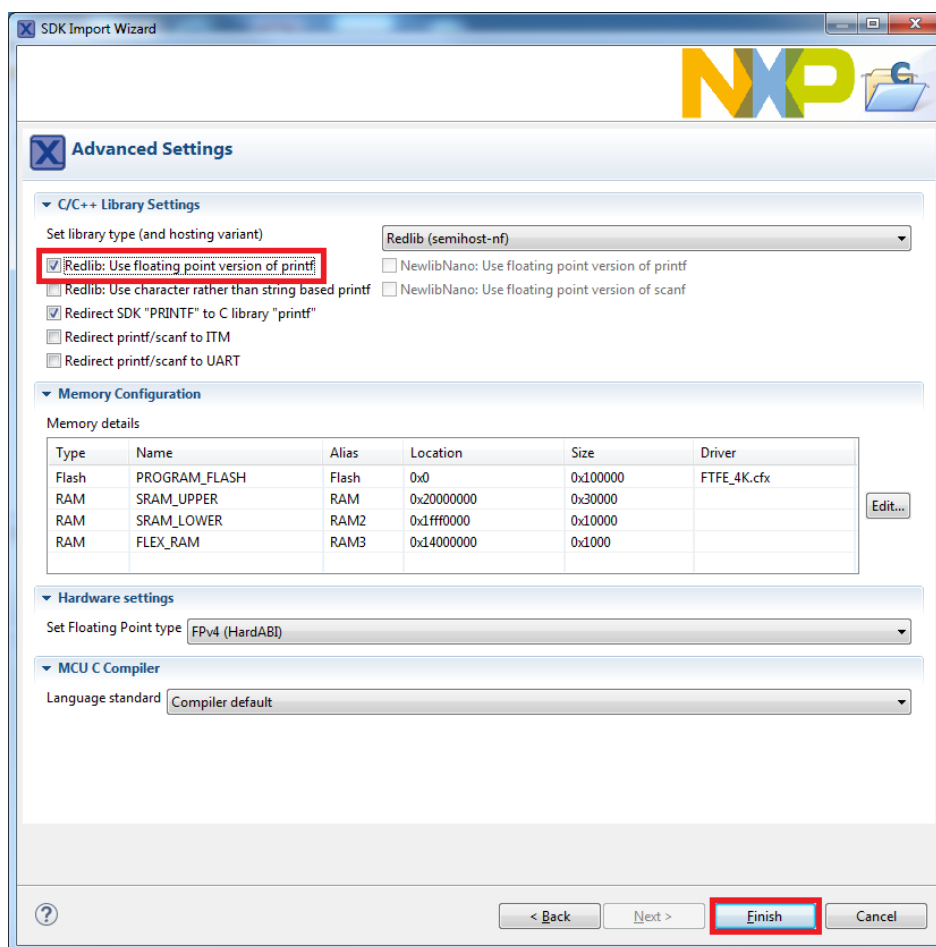 SDK Import Wizard
NXP
C
Advanced Settings
C/C++ Library Settings
Set library type (and hosting variant) Redlib (semihost-nf)
Redlib: Use floating point version of printf NewlibNano: Use floating point version of printf
Redlib: Use character rather than string based printf NewlibNano: Use floating point version of scanf
Redirect SDK "PRINTF" to C library "printf"
Redirect printf/scanf to ITM
Redirect printf/scanf to UART
Memory Configuration
Memory details
Type Name Alias Location Size Driver
Flash PROGRAM_FLASH Flash 0x0 0x100000 FTFE_4K.cfx
RAM SRAM_UPPER RAM 0x20000000 0x30000
RAM SRAM_LOWER RAM2 0x1fff0000 0x10000
RAM FLEX_RAM RAM3 0x14000000 0x1000
Edit...
Hardware settings
Set Floating Point type FPv4 (HardABI)
MCU C Compiler
Language standard Compiler default
? < Back Next > Finish Cancel